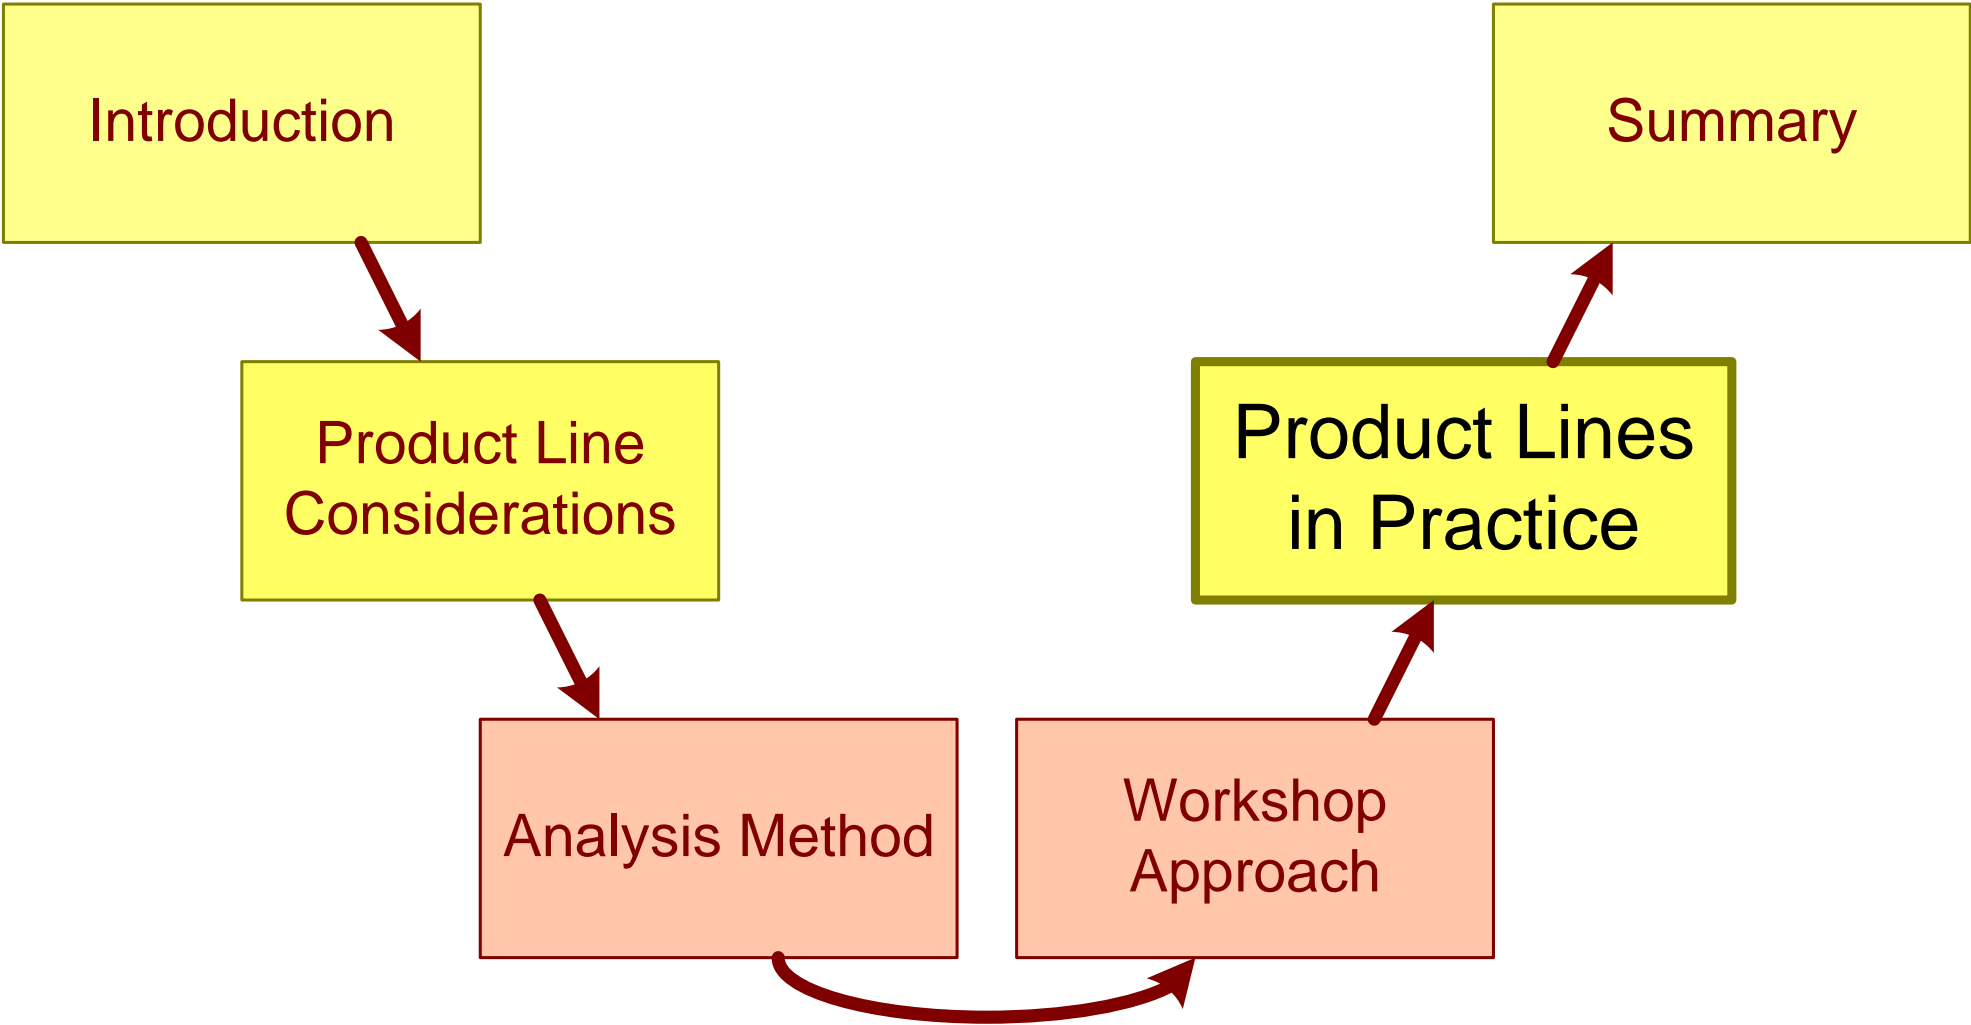 Introduction
Summary
Product Line
Considerations
Product Lines
in Practice
Analysis Method
Workshop
Approach